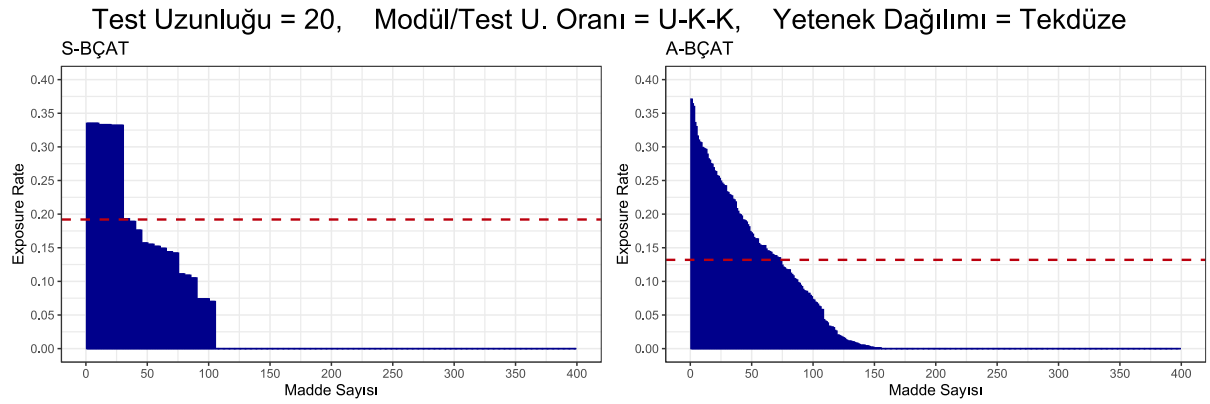 Test Uzunluğu = 20, Modül/Test U. Oranı = U-K-K, Yetenek Dağılımı = Tekdüze
S-BÇAT
0.40
0.35
0.30
0.25
0.20
0.15
0.10
0.05
0.00
Exposure Rate
0 50 100 150 200 250 300 350 400
Madde Sayısı
A-BÇAT
0.40
0.35
0.30
0.25
0.20
0.15
0.10
0.05
0.00
Exposure Rate
0 50 100 150 200 250 300 350 400
Madde Sayısı